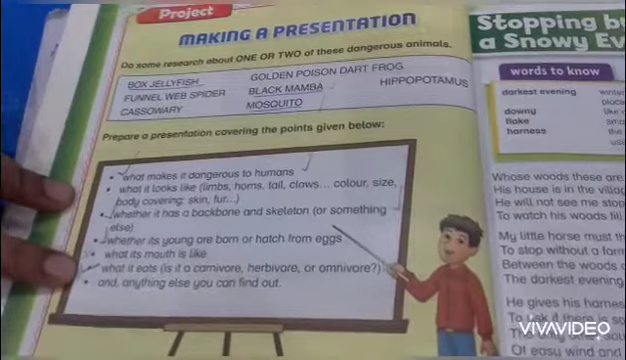 Project
MAKING A PRESENTATION
Do some research about ONE OR TWO of these dangerous animals.
BOX JELLYFISH
GOLDEN POISON DART FROG
FUNNEL WEB SPIDER
BLACK MAMBA
HIPPOPOTAMUS
CASSOWARY
MOSQUITO
Prepare a presentation covering the points given below:
• what makes it dangerous to humans
• what it looks like (limbs, horns, tail, claws... colour, size,
body covering: skin, fur...)
• whether it has a backbone and skeleton (or something
else)
• whether its young are born or hatch from eggs
• what its mouth is like
• what it eats (is it a carnivore, herbivore, or omnivore?)
• and, anything else you can find out.
Stopping b
a Snowy Ev
words to know
darkest evening
downy
flake
harness
the
use
Whose woods these are
His house is in the villag
He will not see me stop
To watch his woods fill
My little horse must th
To stop without a farm
Between the woods
The darkest evening
He gives his harnes
To ask if there is so
The only other so
Of easy wind and
VIVAVIDEO